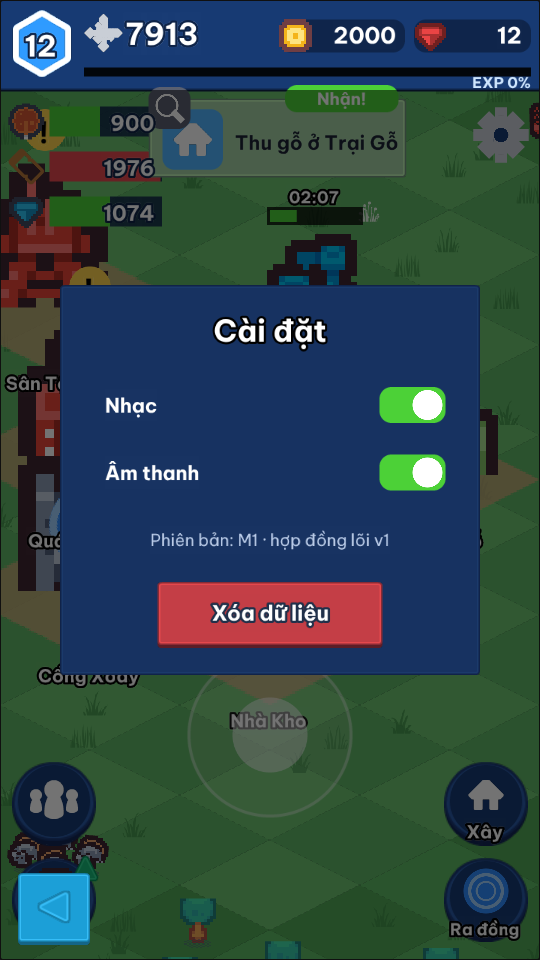 12
7913
2000
12
EXP 0%
Nhận!
900
Thu gỗ ở Trại Gỗ
1976
1074
02:07
Cài đặt
Sân
Nhạc
Âm thanh
Phiên bản: M1 · hợp đồng lõi v1
Xóa dữ liệu
Cổng Xoáy
Nhà Kho
Xây
Ra đồng